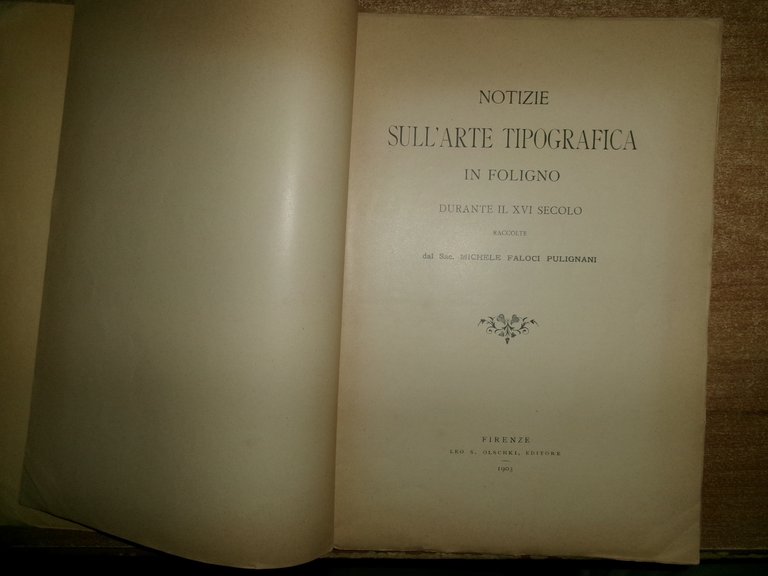 NOTIZIE
SULL'ARTE TIPOGRAFICA
IN FOLIGNO
DURANTE IL XVI SECOLO
RACCOLTE
dal Sac. MICHELE FALOCI PULIGNANI
FIRENZE
LEO S. OLSCHKI, EDITORE
1903